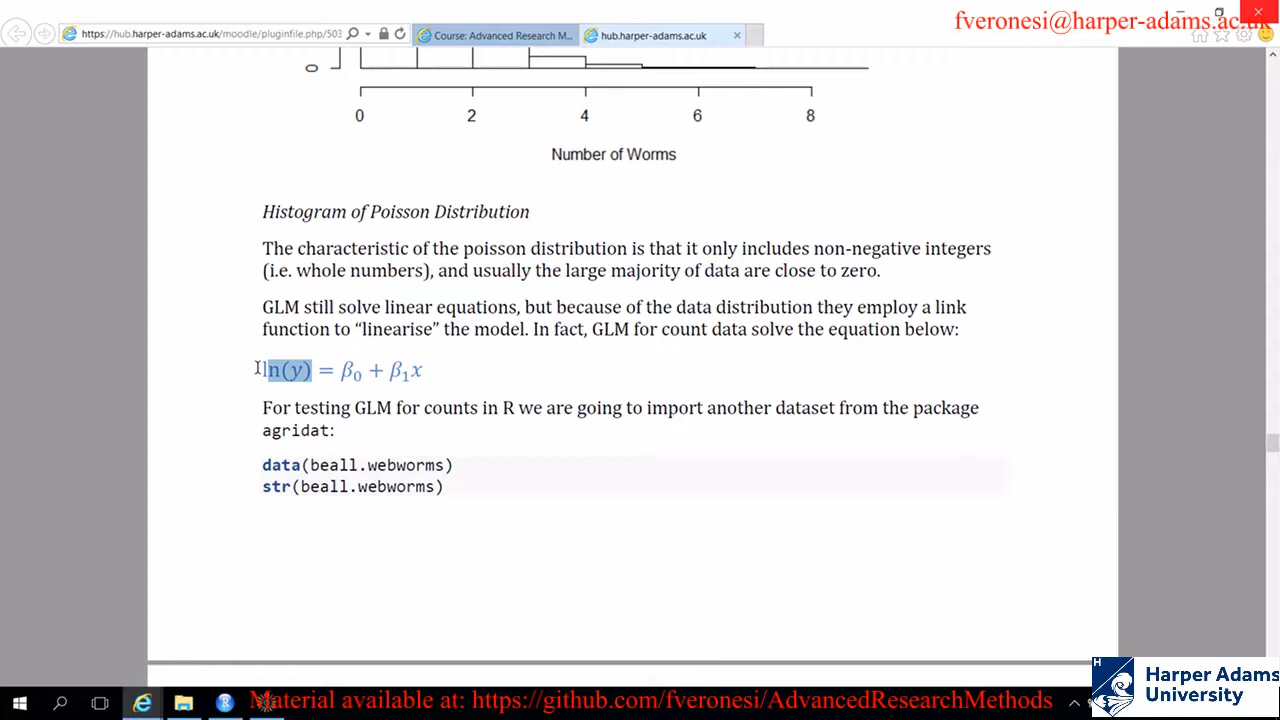 fveronesi@harper-adams.ac.uk
https://hub.harper-adams.ac.uk/moodle/pluginfile.php/503
Course: Advanced Research M...
hub.harper-adams.ac.uk
0
0 2 4 6 8
Number of Worms
Histogram of Poisson Distribution
The characteristic of the poisson distribution is that it only includes non-negative integers
(i.e. whole numbers), and usually the large majority of data are close to zero.
GLM still solve linear equations, but because of the data distribution they employ a link
function to “linearise” the model. In fact, GLM for count data solve the equation below:
ln(y) = β₀ + β₁x
For testing GLM for counts in R we are going to import another dataset from the package
agridat:
data(beall.webworms)
str(beall.webworms)
H
Harper Adams
University
Material available at: https://github.com/fveronesi/AdvancedResearchMethods